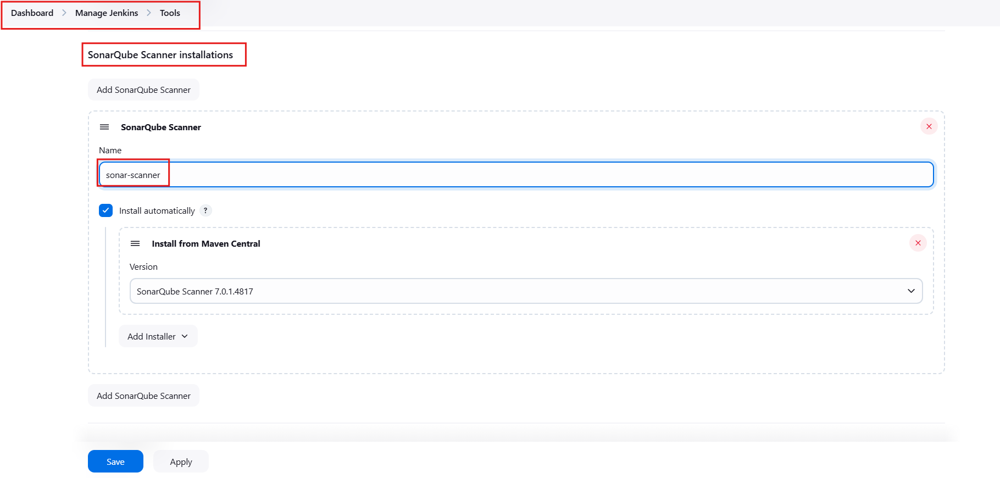 Dashboard > Manage Jenkins > Tools
SonarQube Scanner installations
Add SonarQube Scanner
SonarQube Scanner
Name
sonar-scanner
Install automatically ?
Install from Maven Central
Version
SonarQube Scanner 7.0.1.4817
Add Installer
Add SonarQube Scanner
Save Apply